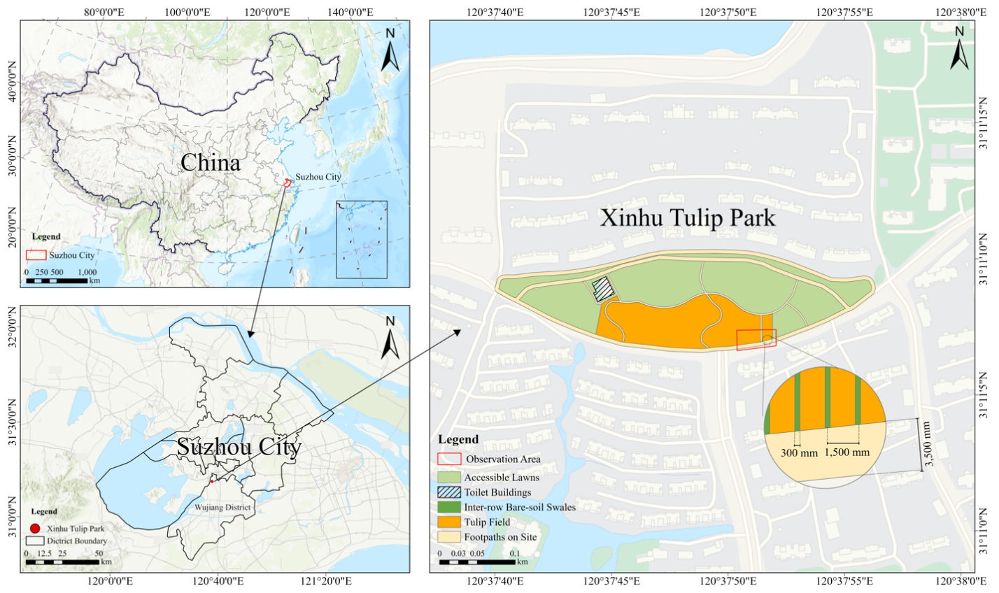 80°0'0"E 100°0'0"E 120°0'0"E 140°0'0"E
40°0'0"N
30°0'0"N
20°0'0"N
N
China
Suzhou City
Legend
Suzhou City
0 250 500 1,000
km
32°0'0"N
31°30'0"N
31°0'0"N
N
Suzhou City
Wujiang District
Legend
Xinhu Tulip Park
Dictrict Boundary
0 12.5 25 50
km
120°0'0"E 120°40'0"E 121°20'0"E
120°37'40"E 120°37'45"E 120°37'50"E 120°37'55"E 120°38'0"E
N
31°11'15"N
31°11'10"N
31°11'5"N
31°11'0"N
Xinhu Tulip Park
300 mm
1,500 mm
3,500 mm
Legend
Observation Area
Accessible Lawns
Toilet Buildings
Inter-row Bare-soil Swales
Tulip Field
Footpaths on Site
0 0.03 0.05 0.1
km
120°37'40"E 120°37'45"E 120°37'50"E 120°37'55"E 120°38'0"E